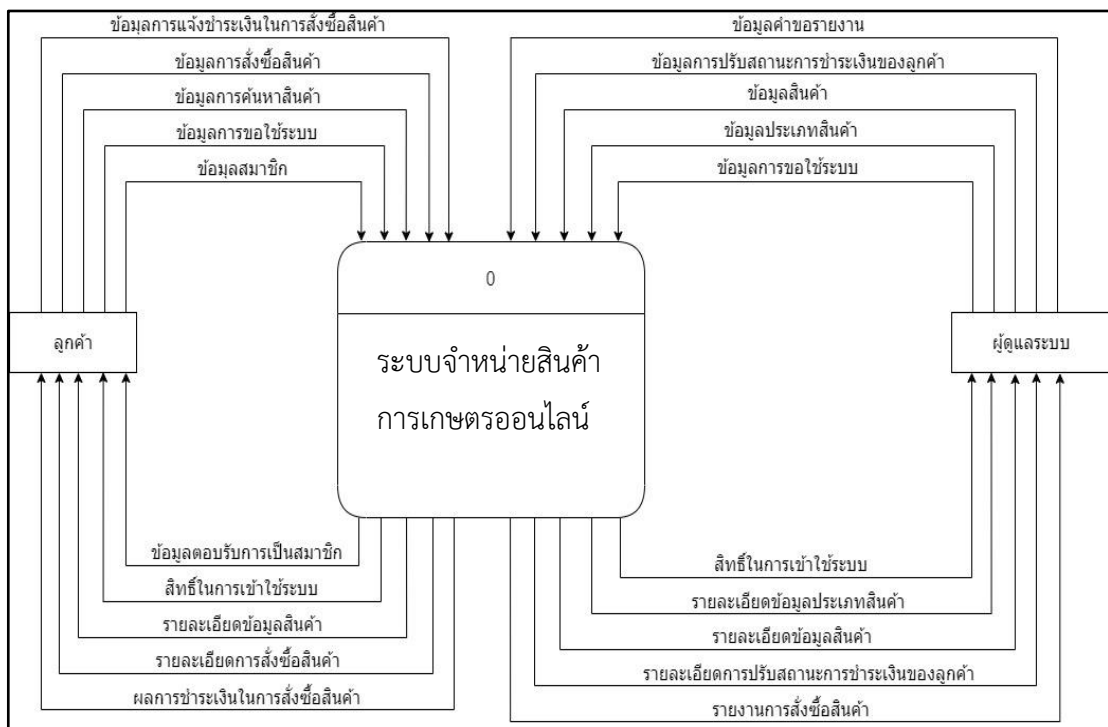 ข้อมูลการแจ้งชำระเงินในการสั่งซื้อสินค้า
ข้อมูลการสั่งซื้อสินค้า
ข้อมูลการค้นหาสินค้า
ข้อมูลการขอใช้ระบบ
ข้อมูลสมาชิก
ข้อมูลคำขอรายงาน
ข้อมูลการปรับสถานะการชำระเงินของลูกค้า
ข้อมูลสินค้า
ข้อมูลประเภทสินค้า
ข้อมูลการขอใช้ระบบ
ลูกค้า
0
ระบบจำหน่ายสินค้า
การเกษตรออนไลน์
ผู้ดูแลระบบ
ข้อมูลตอบรับการเป็นสมาชิก
สิทธิ์ในการเข้าใช้ระบบ
รายละเอียดข้อมูลสินค้า
รายละเอียดการสั่งซื้อสินค้า
ผลการชำระเงินในการสั่งซื้อสินค้า
สิทธิ์ในการเข้าใช้ระบบ
รายละเอียดข้อมูลประเภทสินค้า
รายละเอียดข้อมูลสินค้า
รายละเอียดการปรับสถานะการชำระเงินของลูกค้า
รายงานการสั่งซื้อสินค้า